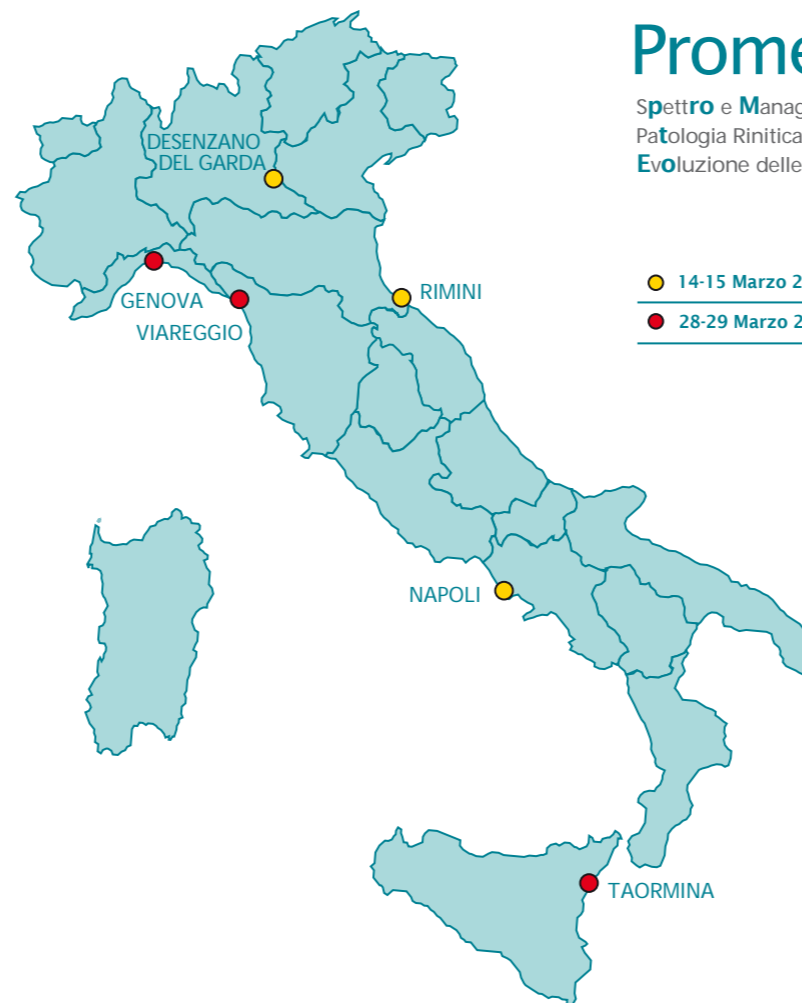 Prome
Spettro e Manag
Patologia Rinitica
Evoluzione delle
14-15 Marzo 2
28-29 Marzo 2
DESENZANO
DEL GARDA
GENOVA
VIAREGGIO
RIMINI
NAPOLI
TAORMINA